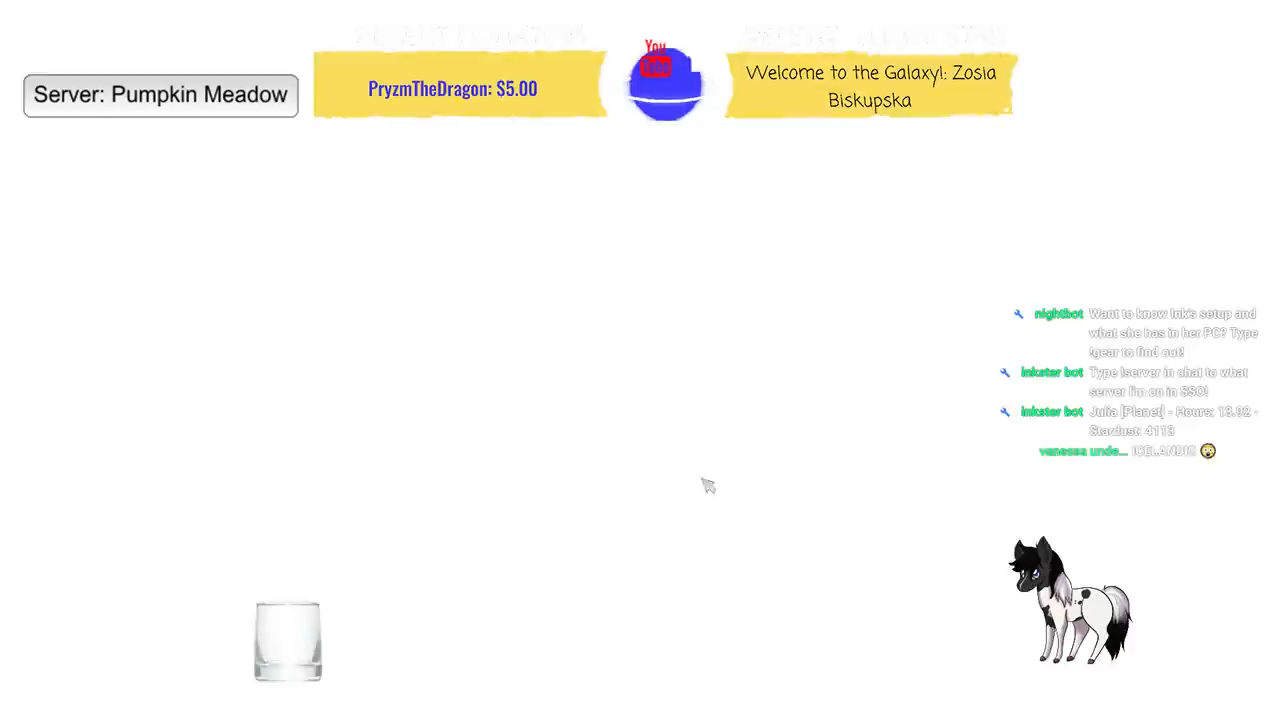 Server: Pumpkin Meadow
PryzmTheDragon: $5.00
You
Tube
Welcome to the Galaxy!: Zosia
Biskupska
nightbot Want to know Ink's setup and
what she has in her PC? Type
!gear to find out!
inkster bot Type !server in chat to what
server I'm on in SSO!
inkster bot Julia [Planet] - Hours: 13.92 -
Stardust: 4113
vanessa unde... ICELANDIC